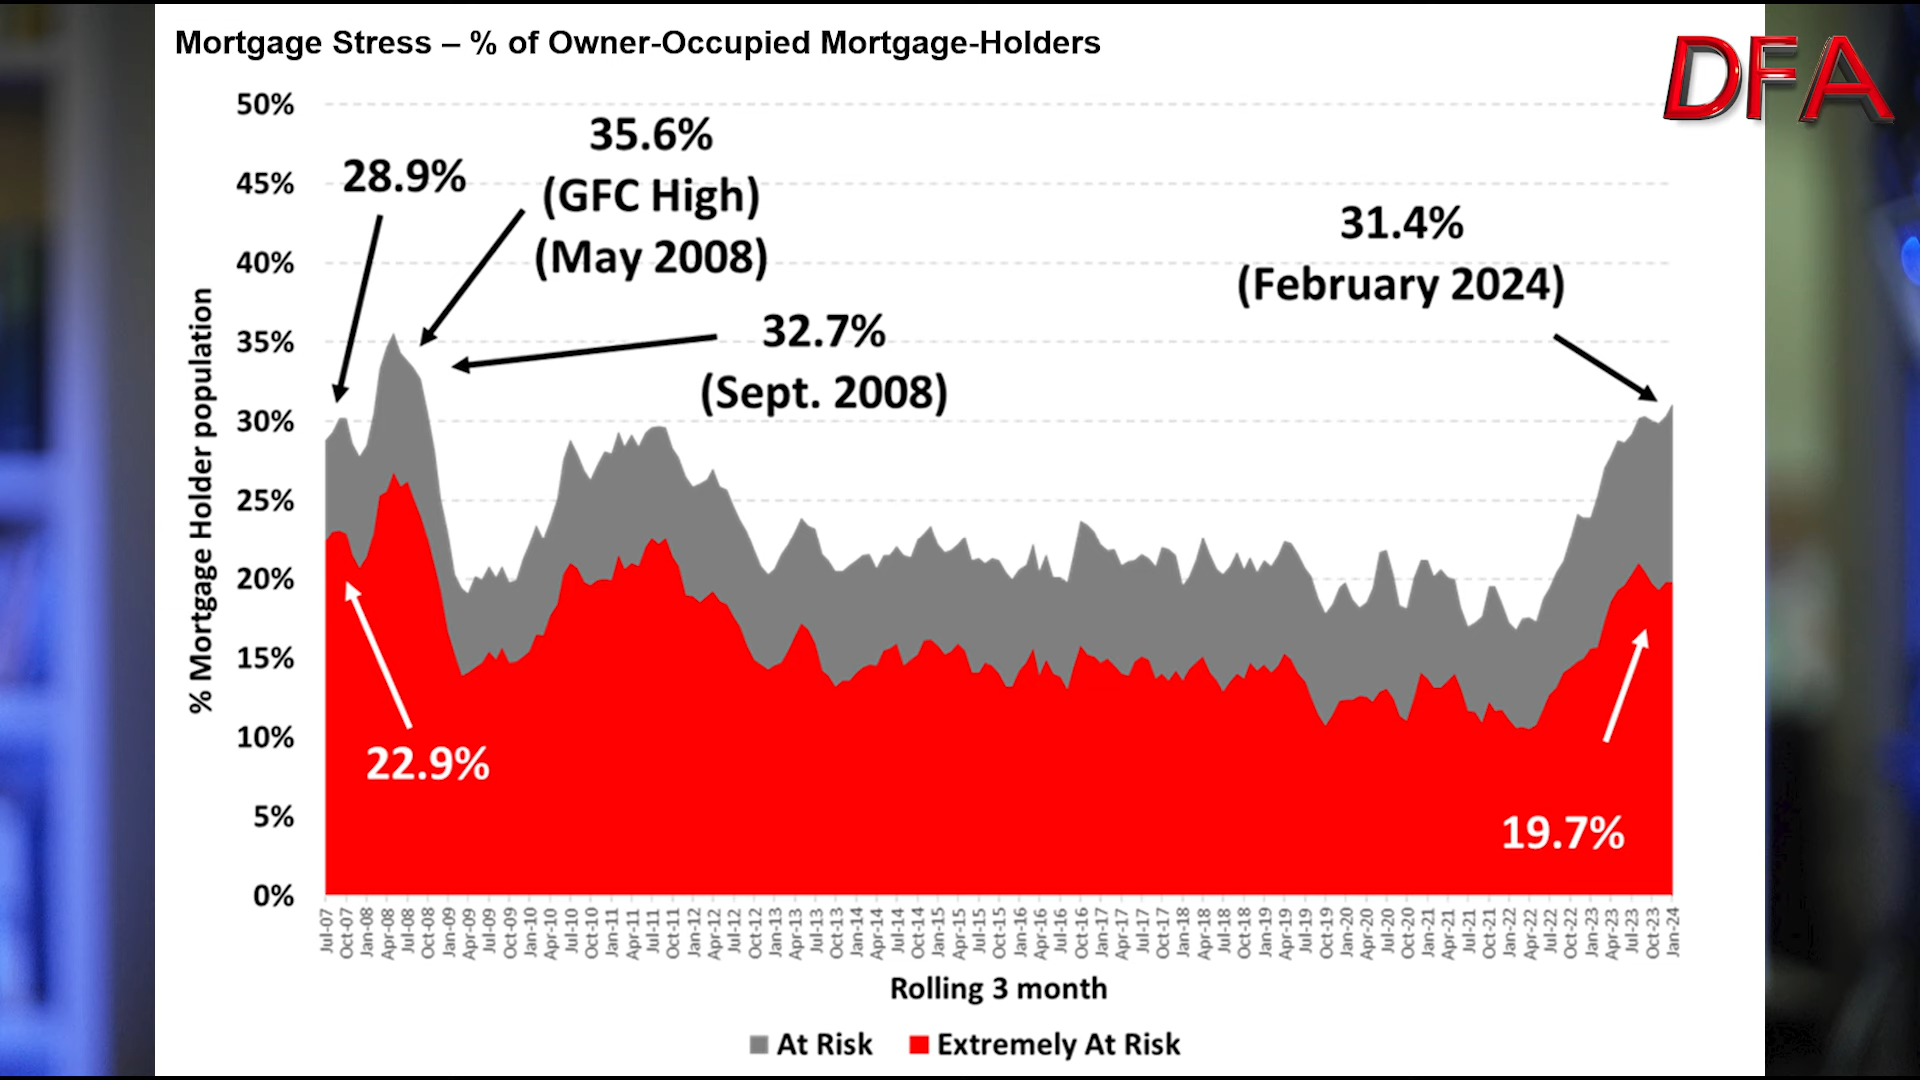 Mortgage Stress – % of Owner-Occupied Mortgage-Holders
DFA
50%
45%
40%
35%
30%
25%
20%
15%
10%
5%
0%
% Mortgage Holder population
28.9%
35.6%
(GFC High)
(May 2008)
32.7%
(Sept. 2008)
31.4%
(February 2024)
22.9%
19.7%
Jul-07
Oct-07
Jan-08
Apr-08
Jul-08
Oct-08
Jan-09
Apr-09
Jul-09
Oct-09
Jan-10
Apr-10
Jul-10
Oct-10
Jan-11
Apr-11
Jul-11
Oct-11
Jan-12
Apr-12
Jul-12
Oct-12
Jan-13
Apr-13
Jul-13
Oct-13
Jan-14
Apr-14
Jul-14
Oct-14
Jan-15
Apr-15
Jul-15
Oct-15
Jan-16
Apr-16
Jul-16
Oct-16
Jan-17
Apr-17
Jul-17
Oct-17
Jan-18
Apr-18
Jul-18
Oct-18
Jan-19
Apr-19
Jul-19
Oct-19
Jan-20
Apr-20
Jul-20
Oct-20
Jan-21
Apr-21
Jul-21
Oct-21
Jan-22
Apr-22
Jul-22
Oct-22
Jan-23
Apr-23
Jul-23
Oct-23
Jan-24
Rolling 3 month
At Risk
Extremely At Risk